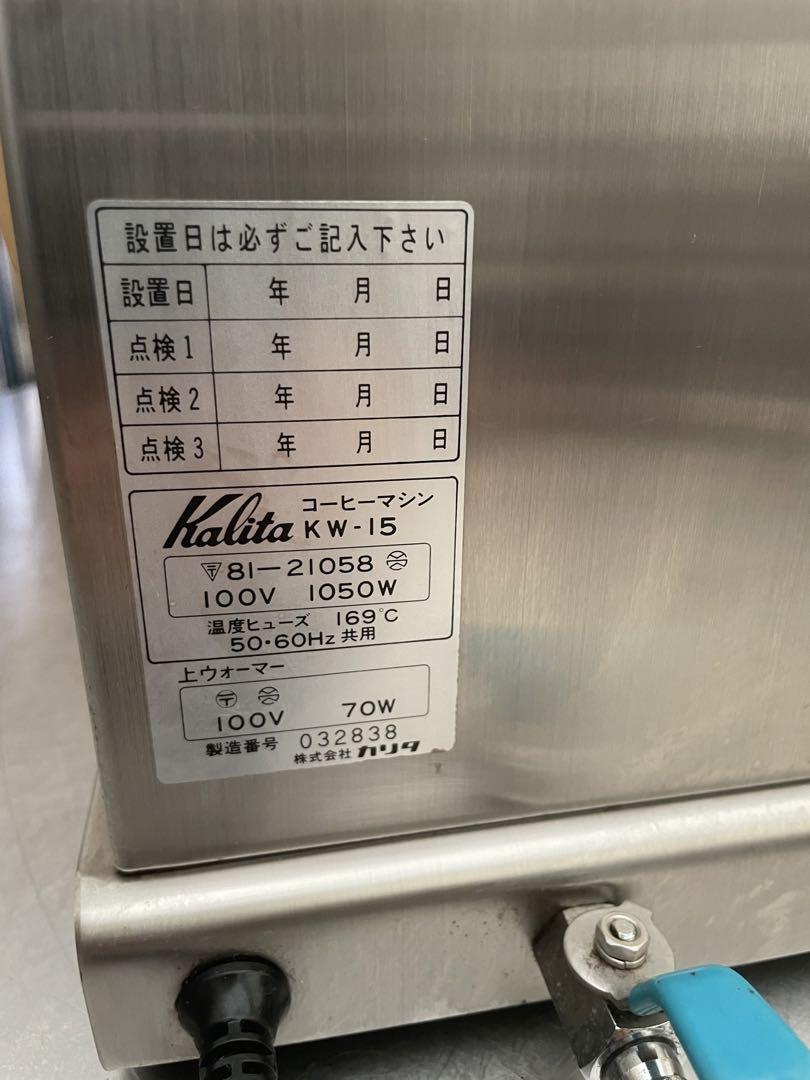 設置日は必ずご記入下さい
設置日 年 月 日
点検1 年 月 日
点検2 年 月 日
点検3 年 月 日
Kalita コーヒーマシン
KW-15
〒81-21058
100V 1050W
温度ヒューズ 169℃
50・60Hz共用
上ウォーマー
〒
100V 70W
製造番号 032838
株式会社 カリタ